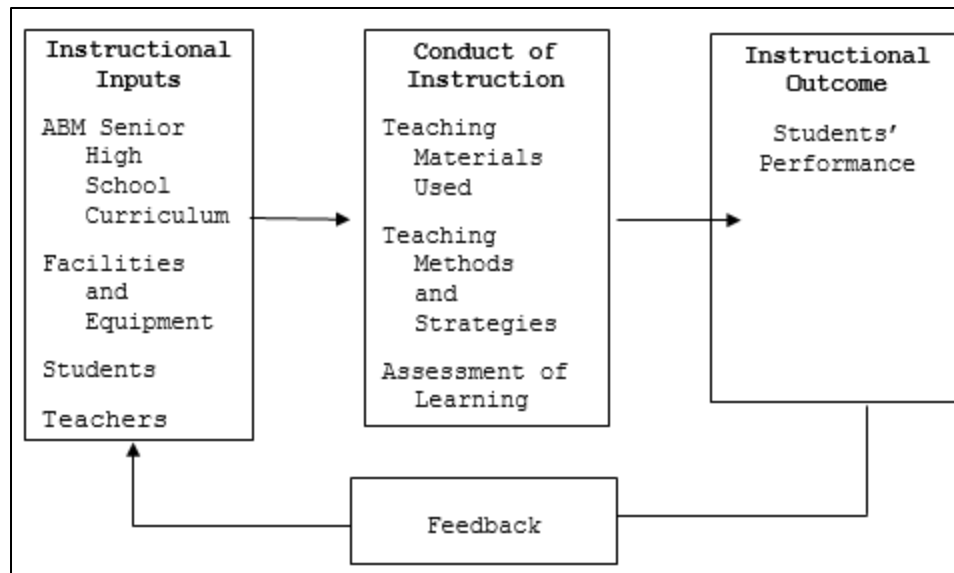 Instructional
Inputs
ABM Senior
High
School
Curriculum
Facilities
and
Equipment
Students
Teachers
Conduct of
Instruction
Teaching
Materials
Used
Teaching
Methods
and
Strategies
Assessment of
Learning
Instructional
Outcome
Students’
Performance
Feedback